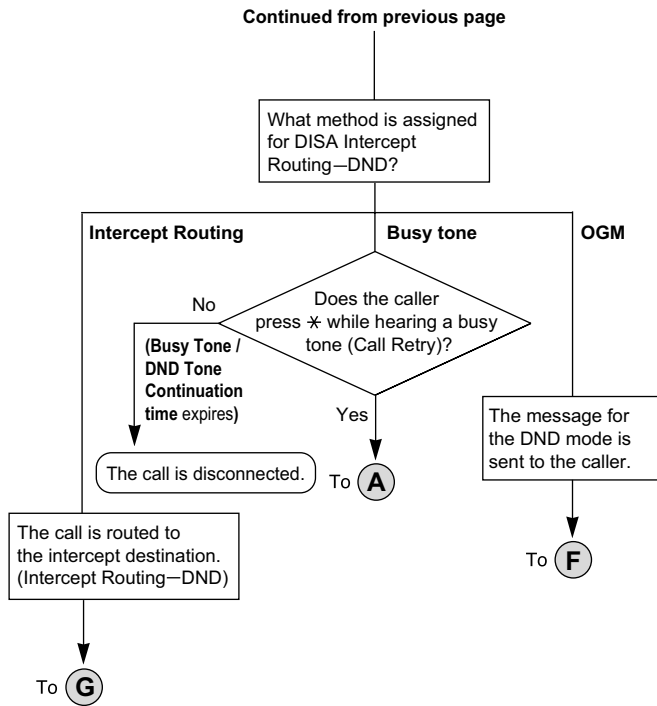 Continued from previous page
What method is assigned
for DISA Intercept
Routing—DND?
Intercept Routing
Busy tone
OGM
No
Does the caller
press ✳ while hearing a busy
tone (Call Retry)?
(Busy Tone /
DND Tone
Continuation
time expires)
Yes
The call is disconnected.
To A
The message for
the DND mode is
sent to the caller.
To F
The call is routed to
the intercept destination.
(Intercept Routing—DND)
To G